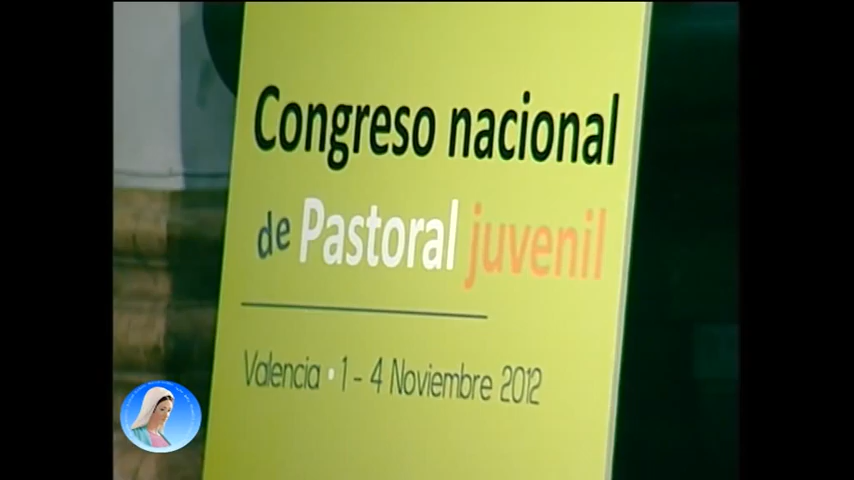 Congreso nacional
de Pastoral juvenil
Valencia • 1 - 4 Noviembre 2012